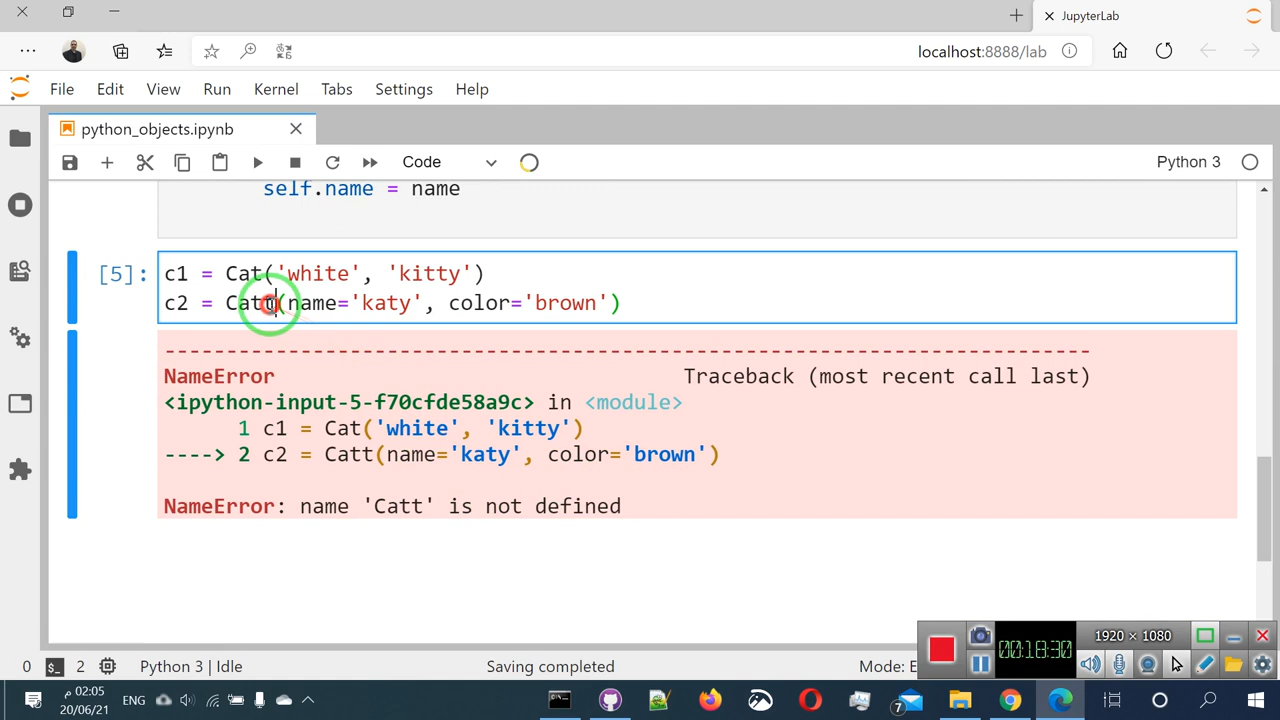 JupyterLab
localhost:8888/lab
File Edit View Run Kernel Tabs Settings Help
python_objects.ipynb
Code
Python 3
self.name = name
[5]:
c1 = Cat('white', 'kitty')
c2 = Catt(name='katy', color='brown')
---------------------------------------------------------------------------
NameError Traceback (most recent call last)
<ipython-input-5-f70cfde58a9c> in <module>
1 c1 = Cat('white', 'kitty')
----> 2 c2 = Catt(name='katy', color='brown')
NameError: name 'Catt' is not defined
1920 × 1080
00:18:30
0 2 Python 3 | Idle Saving completed Mode: E
02:05 م
20/06/21
ENG
7